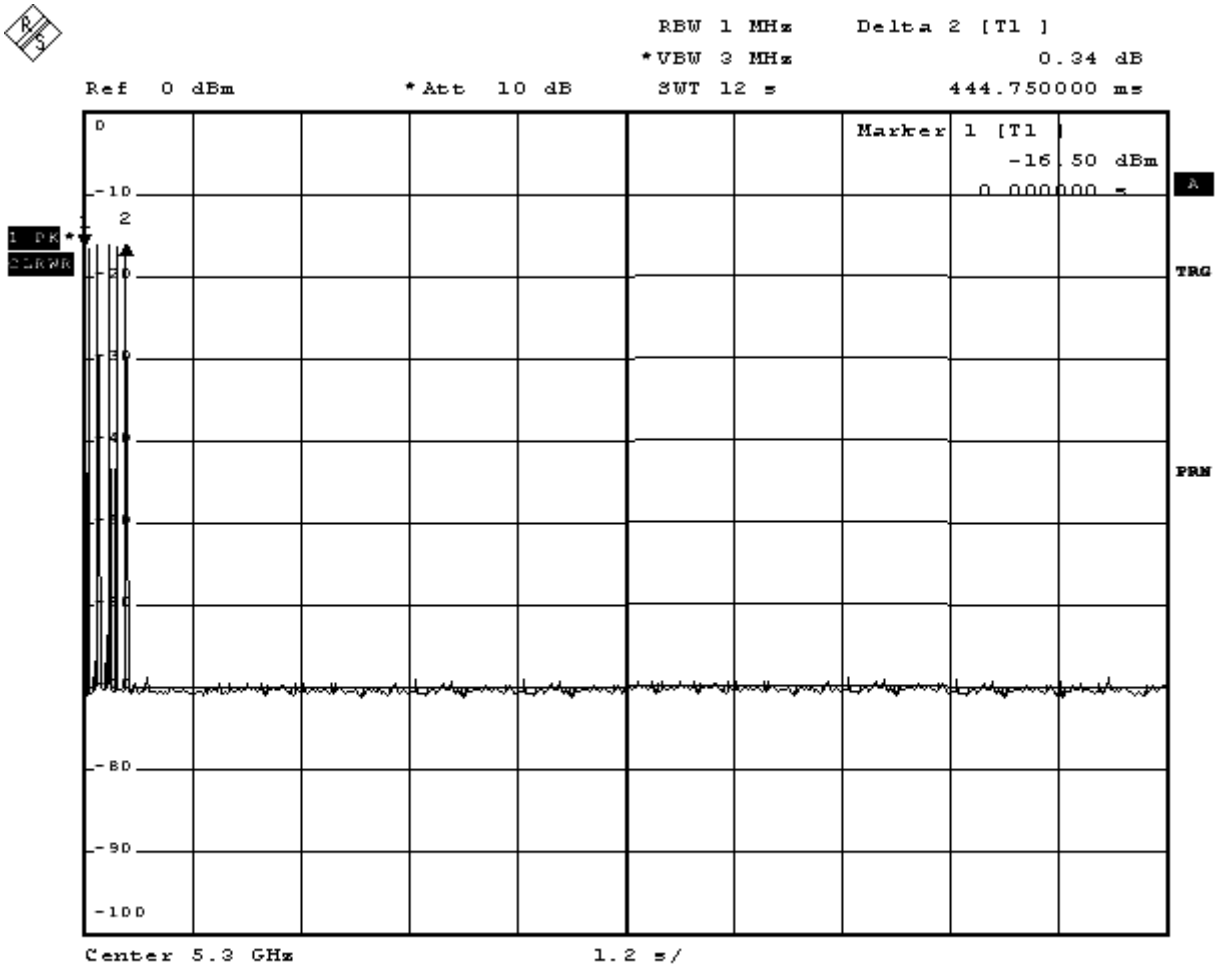 R
S
RBW 1 MHz Delta 2 [T1 ]
*VBW 3 MHz 0.34 dB
Ref 0 dBm *Att 10 dB SWT 12 s 444.750000 ms
0
Marker 1 [T1 ]
-16.50 dBm
0.000000 s
-10
A
1
2
1 PK *
CLRWR
-20
TRG
-30
-40
PRN
-50
-60
-80
-90
-100
Center 5.3 GHz 1.2 s/